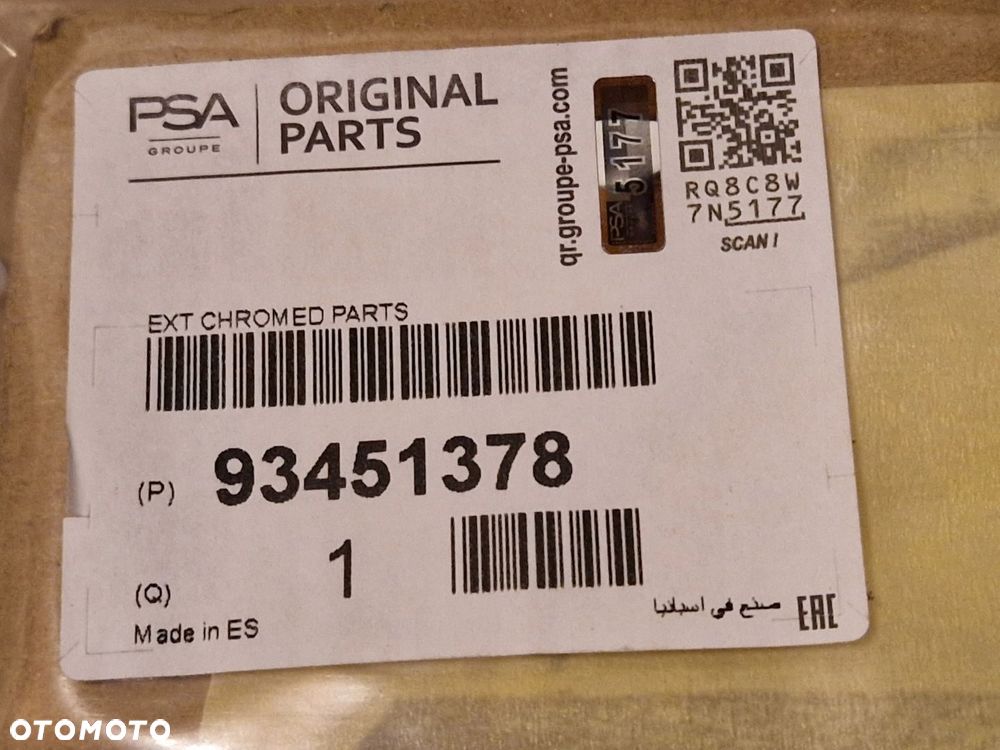 PSA
GROUPE
ORIGINAL
PARTS
qr.groupe-psa.com
PSA
5177
RQ8C8W
7N5177
SCAN !
EXT CHROMED PARTS
(P) 93451378
(Q) 1
Made in ES
صنع في اسبانيا
EAC
OTOMOTO